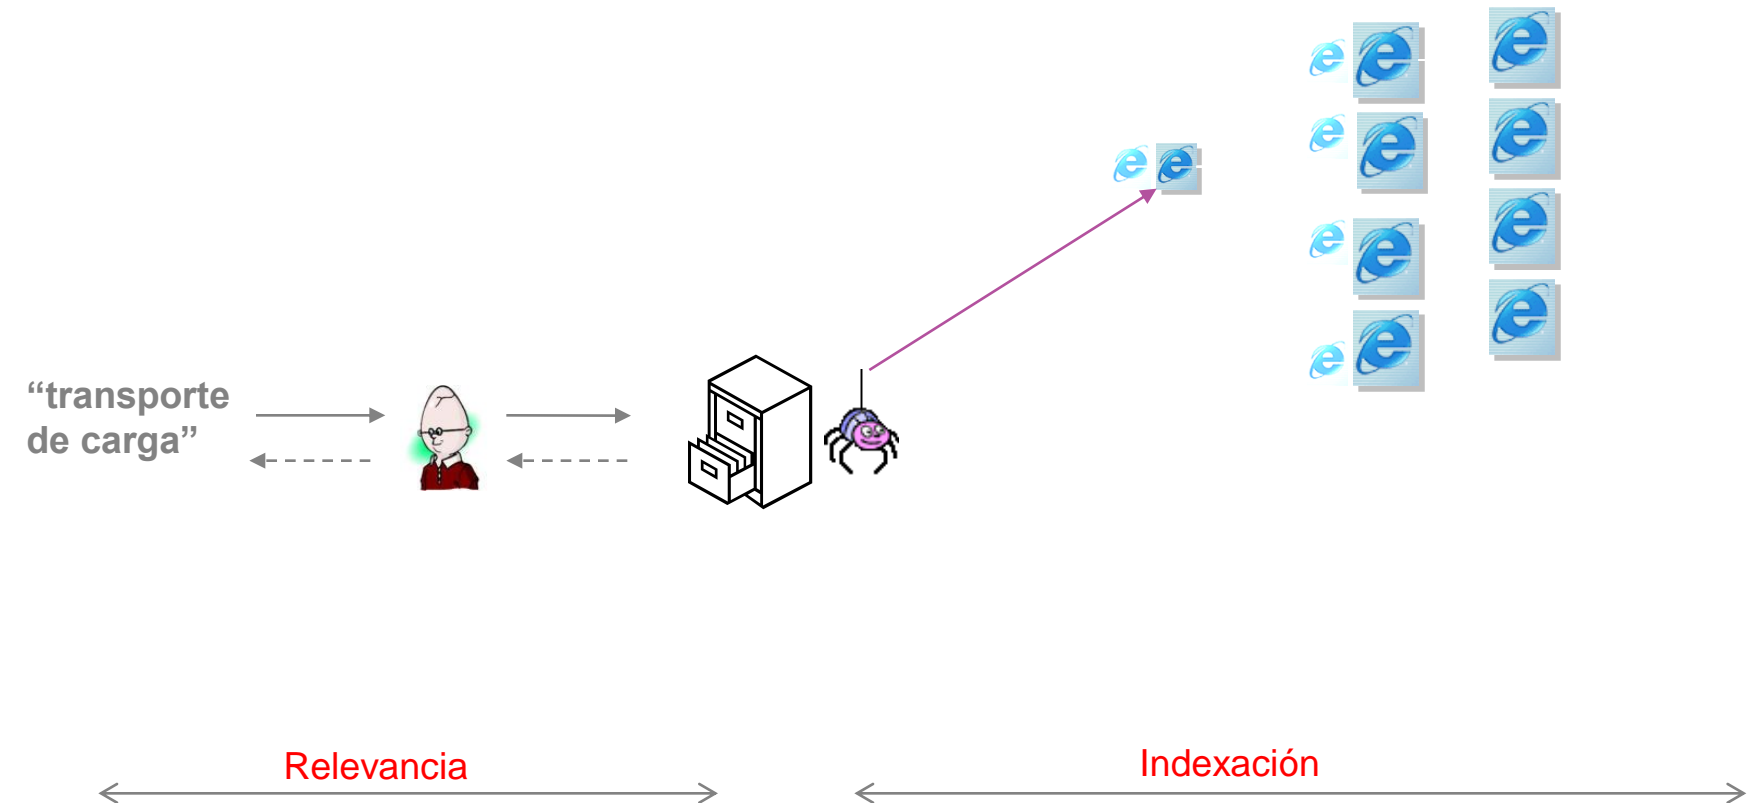 “transporte
de carga”
Relevancia
Indexación